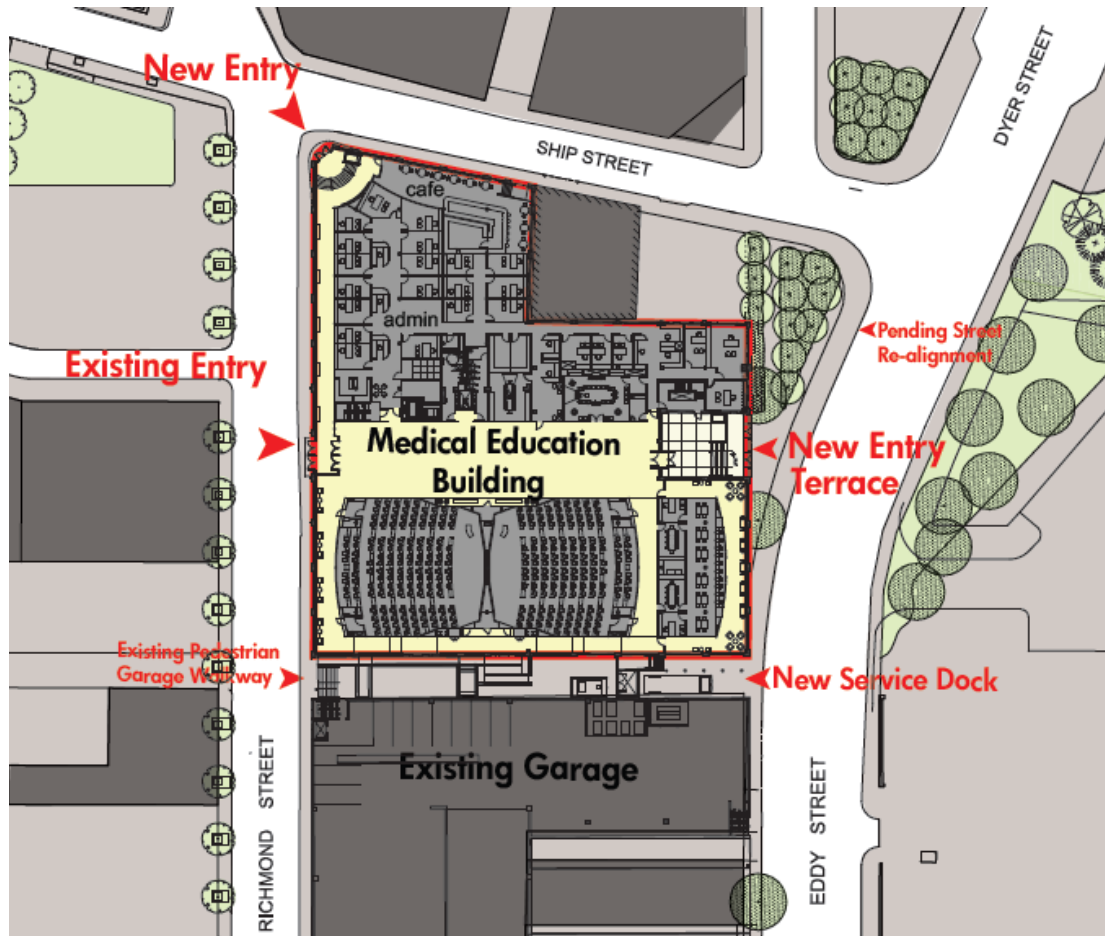 New Entry
SHIP STREET
DYER STREET
cafe
admin
Pending Street
Re-alignment
Existing Entry
Medical Education
Building
New Entry
Terrace
Existing Pedestrian
Garage Walkway
New Service Dock
Existing Garage
RICHMOND STREET
EDDY STREET